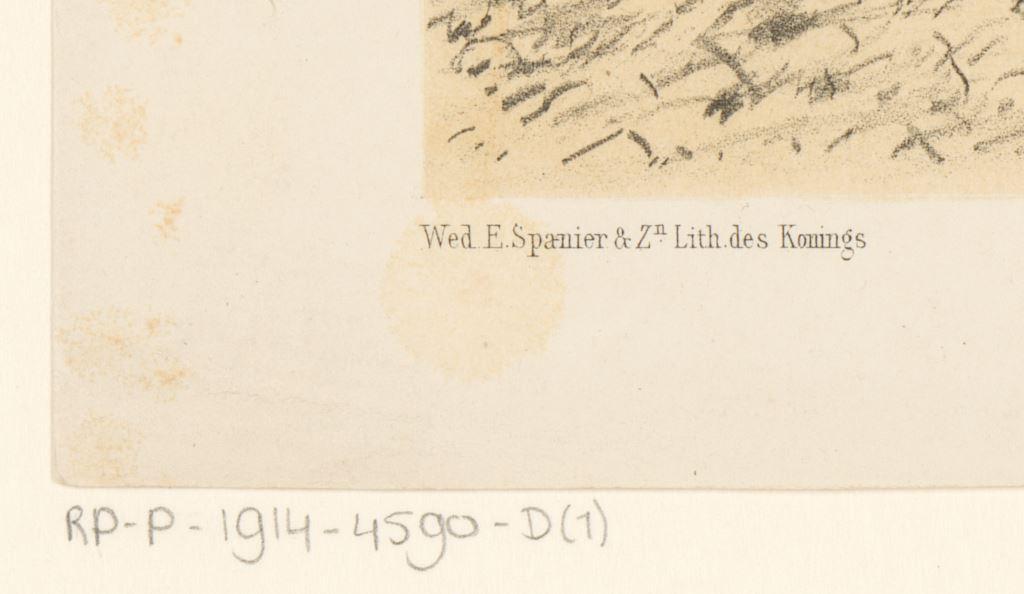 Wed. E. Spanier & Zn. Lith. des Konings
RP-P-1914-4590-D(1)